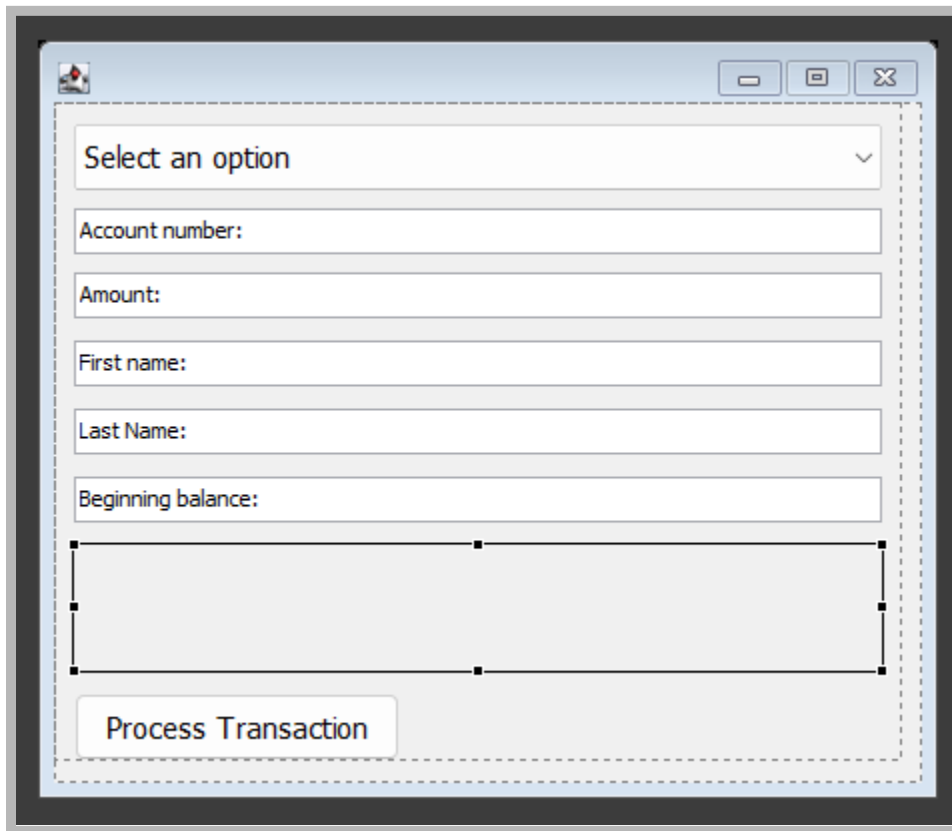 Select an option
Account number:
Amount:
First name:
Last Name:
Beginning balance:
Process Transaction